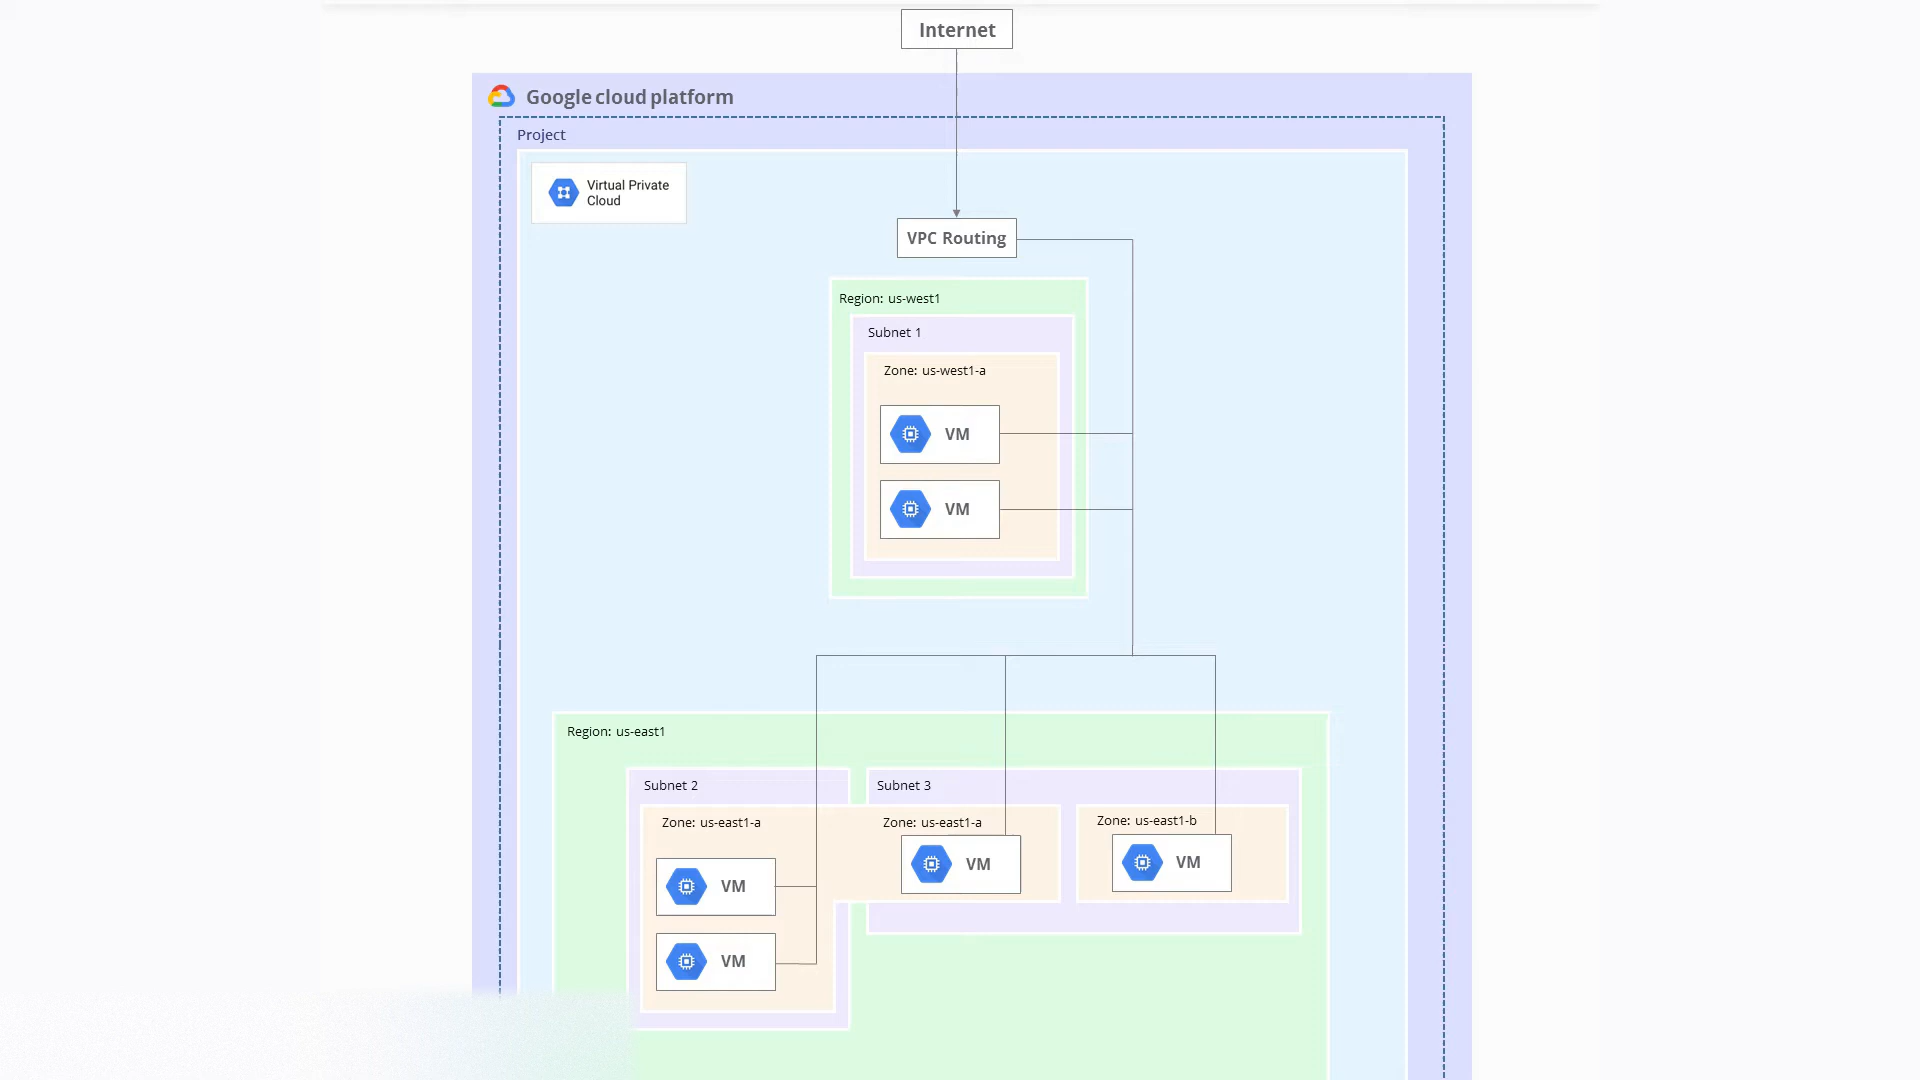 Internet
Google cloud platform
Project
Virtual Private
Cloud
VPC Routing
Region: us-west1
Subnet 1
Zone: us-west1-a
VM
VM
Region: us-east1
Subnet 2
Subnet 3
Zone: us-east1-a
Zone: us-east1-a
Zone: us-east1-b
VM
VM
VM
VM